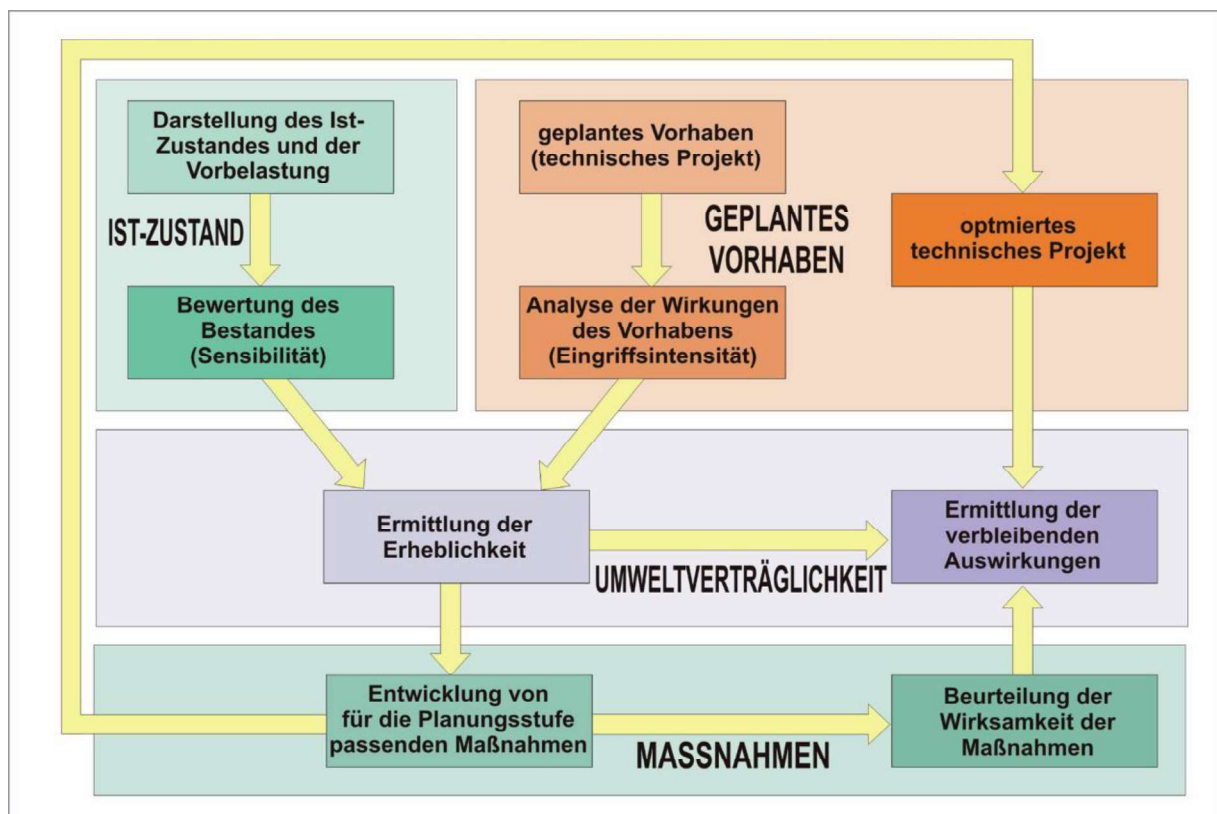 Darstellung des Ist-
Zustandes und der
Vorbelastung
IST-ZUSTAND
Bewertung des
Bestandes
(Sensibilität)
geplantes Vorhaben
(technisches Projekt)
GEPLANTES
VORHABEN
Analyse der Wirkungen
des Vorhabens
(Eingriffsintensität)
optmiertes
technisches Projekt
Ermittlung der
Erheblichkeit
UMWELTVERTRÄGLICHKEIT
Ermittlung der
verbleibenden
Auswirkungen
Entwicklung von
für die Planungsstufe
passenden Maßnahmen
MASSNAHMEN
Beurteilung der
Wirksamkeit der
Maßnahmen